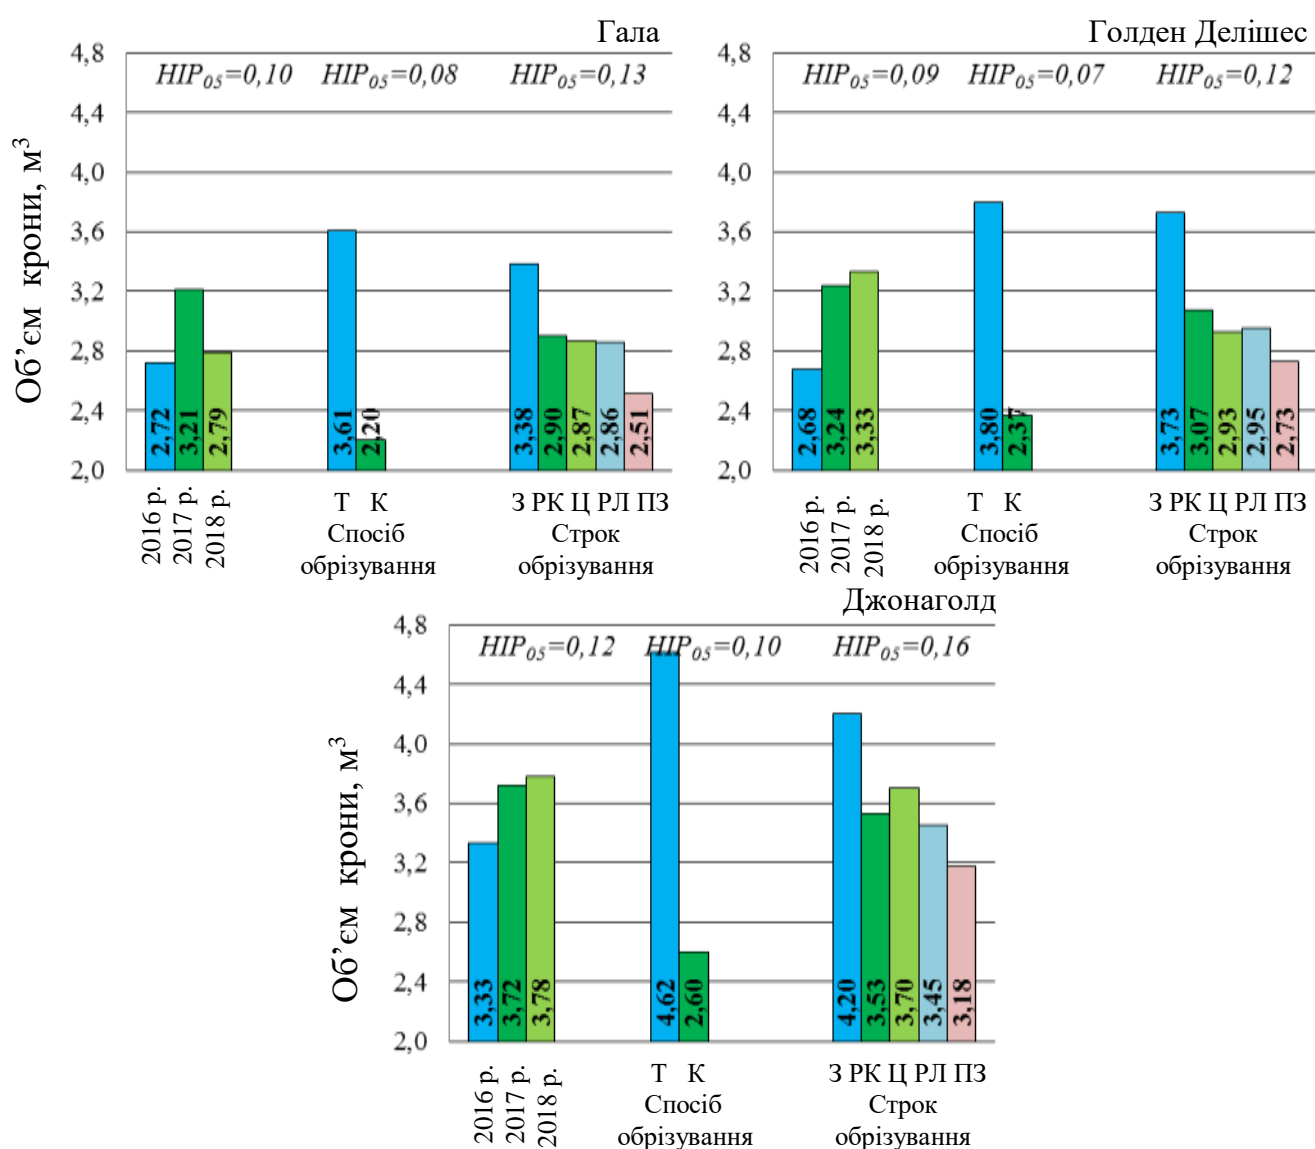 Гала
Об’єм крони, м³
4,8
4,4
4,0
3,6
3,2
2,8
2,4
2,0
НІР₀₅=0,10 НІР₀₅=0,08 НІР₀₅=0,13
2,72 3,21 2,79 3,61 2,20 3,38 2,90 2,87 2,86 2,51
2016 р. 2017 р. 2018 р.
Т К
Спосіб
обрізування
З РК Ц РЛ ПЗ
Строк
обрізування
Голден Делішес
4,8
4,4
4,0
3,6
3,2
2,8
2,4
2,0
НІР₀₅=0,09 НІР₀₅=0,07 НІР₀₅=0,12
2,68 3,24 3,33 3,80 2,37 3,73 3,07 2,93 2,95 2,73
2016 р. 2017 р. 2018 р.
Т К
Спосіб
обрізування
З РК Ц РЛ ПЗ
Строк
обрізування
Джонаголд
Об’єм крони, м³
4,8
4,4
4,0
3,6
3,2
2,8
2,4
2,0
НІР₀₅=0,12 НІР₀₅=0,10 НІР₀₅=0,16
3,33 3,72 3,78 4,62 2,60 4,20 3,53 3,70 3,45 3,18
2016 р. 2017 р. 2018 р.
Т К
Спосіб
обрізування
З РК Ц РЛ ПЗ
Строк
обрізування